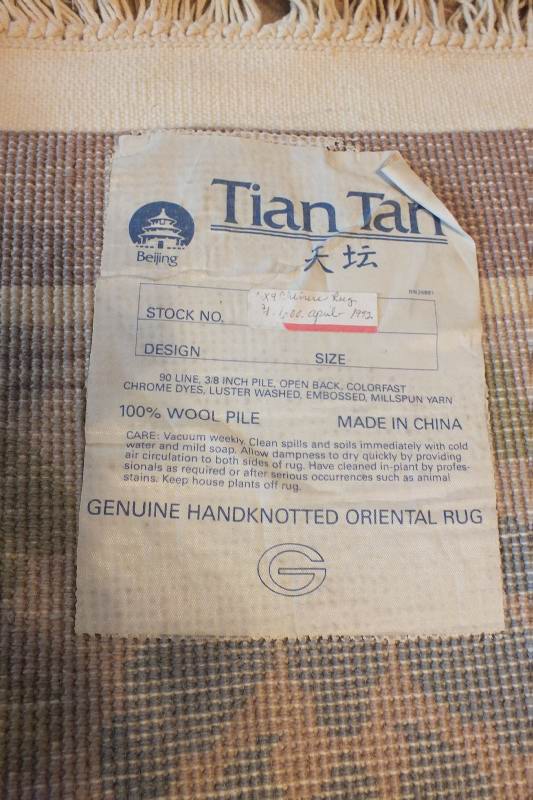 Tian Tan
天坛
Beijing
STOCK NO.
Chinese Rug
april 1992
DESIGN SIZE
90 LINE, 3/8 INCH PILE, OPEN BACK, COLORFAST
CHROME DYES, LUSTER WASHED, EMBOSSED, MILLSPUN YARN
100% WOOL PILE MADE IN CHINA
CARE: Vacuum weekly. Clean spills and soils immediately with cold
water and mild soap. Allow dampness to dry quickly by providing
air circulation to both sides of rug. Have cleaned in-plant by profes-
sionals as required or after serious occurrences such as animal
stains. Keep house plants off rug.
GENUINE HANDKNOTTED ORIENTAL RUG
G